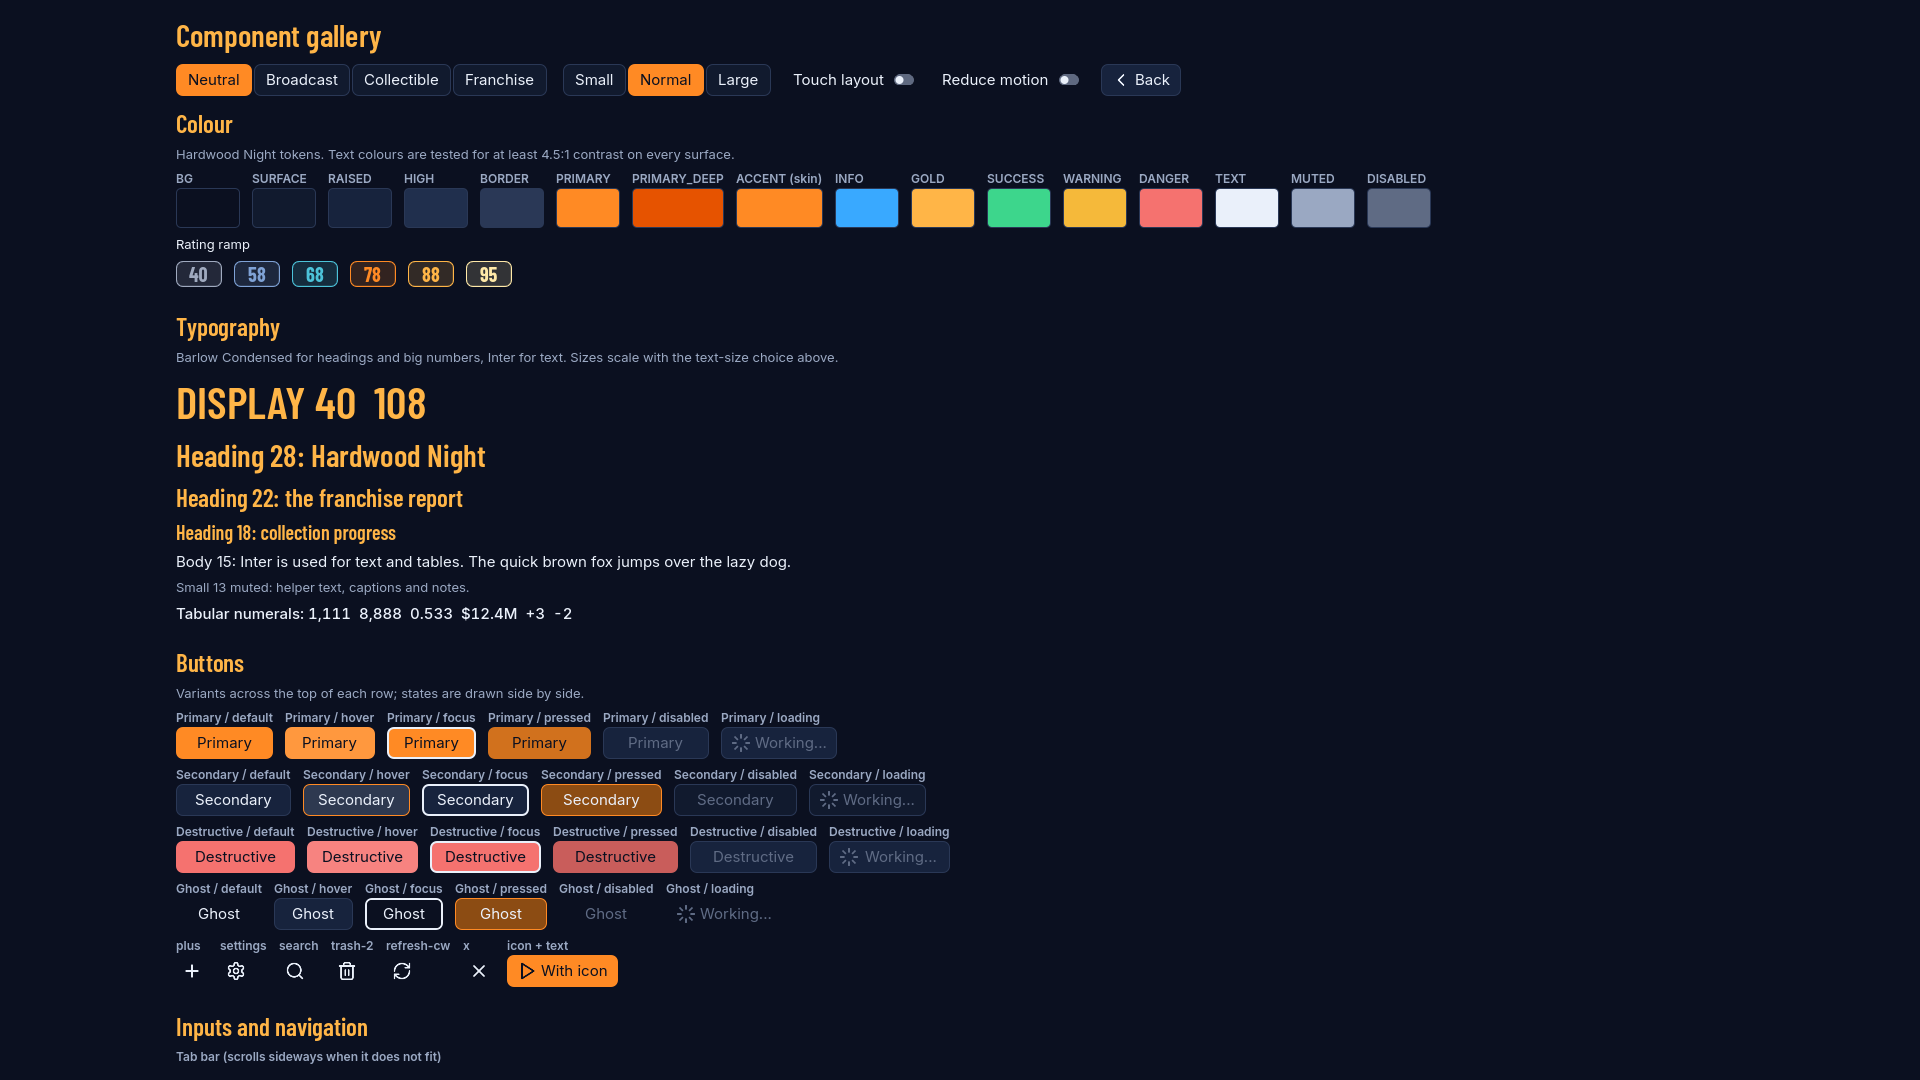 Component gallery
Neutral Broadcast Collectible Franchise Small Normal Large Touch layout Reduce motion Back
Colour
Hardwood Night tokens. Text colours are tested for at least 4.5:1 contrast on every surface.
BG SURFACE RAISED HIGH BORDER PRIMARY PRIMARY_DEEP ACCENT (skin) INFO GOLD SUCCESS WARNING DANGER TEXT MUTED DISABLED
Rating ramp
40 58 68 78 88 95
Typography
Barlow Condensed for headings and big numbers, Inter for text. Sizes scale with the text-size choice above.
DISPLAY 40 108
Heading 28: Hardwood Night
Heading 22: the franchise report
Heading 18: collection progress
Body 15: Inter is used for text and tables. The quick brown fox jumps over the lazy dog.
Small 13 muted: helper text, captions and notes.
Tabular numerals: 1,111 8,888 0.533 $12.4M +3 -2
Buttons
Variants across the top of each row; states are drawn side by side.
Primary / default Primary / hover Primary / focus Primary / pressed Primary / disabled Primary / loading
Primary Primary Primary Primary Primary Working...
Secondary / default Secondary / hover Secondary / focus Secondary / pressed Secondary / disabled Secondary / loading
Secondary Secondary Secondary Secondary Secondary Working...
Destructive / default Destructive / hover Destructive / focus Destructive / pressed Destructive / disabled Destructive / loading
Destructive Destructive Destructive Destructive Destructive Working...
Ghost / default Ghost / hover Ghost / focus Ghost / pressed Ghost / disabled Ghost / loading
Ghost Ghost Ghost Ghost Ghost Working...
plus settings search trash-2 refresh-cw x icon + text
With icon
Inputs and navigation
Tab bar (scrolls sideways when it does not fit)